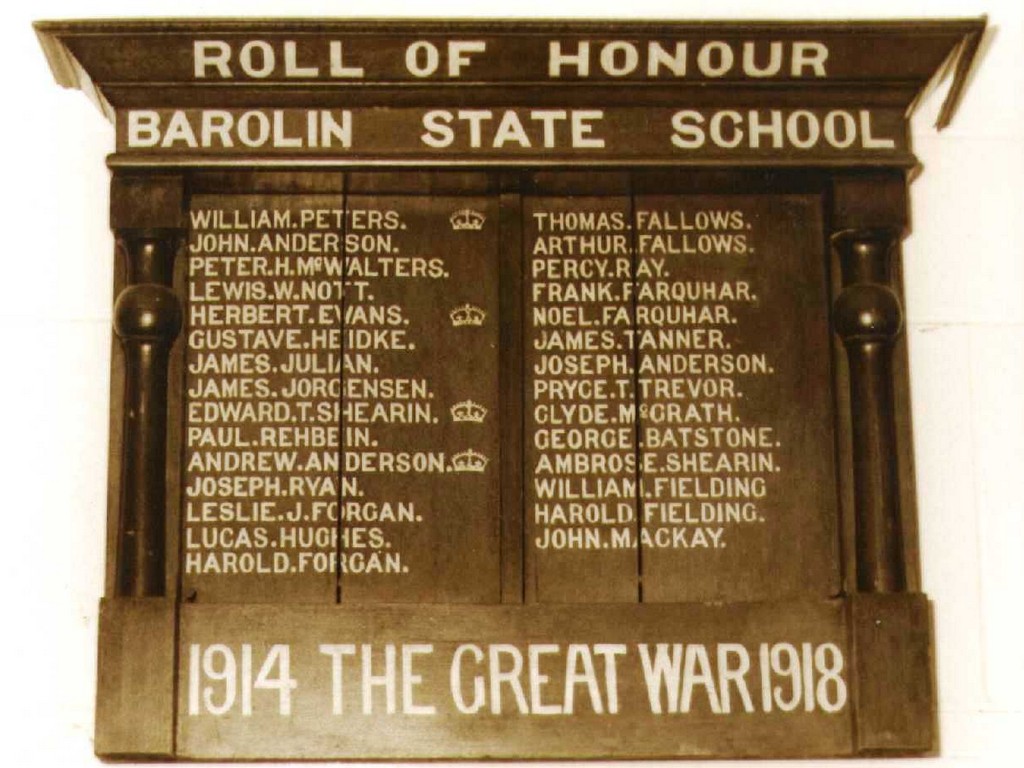 ROLL OF HONOUR
BAROLIN STATE SCHOOL
WILLIAM.PETERS.
JOHN.ANDERSON.
PETER.H.McWALTERS.
LEWIS.W.NOTT.
HERBERT.EVANS.
GUSTAVE.HEIDKE.
JAMES.JULIAN.
JAMES.JORGENSEN.
EDWARD.T.SHEARIN.
PAUL.REHBEIN.
ANDREW.ANDERSON.
JOSEPH.RYAN.
LESLIE.J.FORGAN.
LUCAS.HUGHES.
HAROLD.FORGAN.
THOMAS.FALLOWS.
ARTHUR.FALLOWS.
PERCY.RAY.
FRANK.FARQUHAR.
NOEL.FARQUHAR.
JAMES.TANNER.
JOSEPH.ANDERSON.
PRYCE.T.TREVOR.
CLYDE.McGRATH.
GEORGE.BATSTONE.
AMBROSE.SHEARIN.
WILLIAM.FIELDING
HAROLD.FIELDING.
JOHN.MACKAY.
1914 THE GREAT WAR 1918